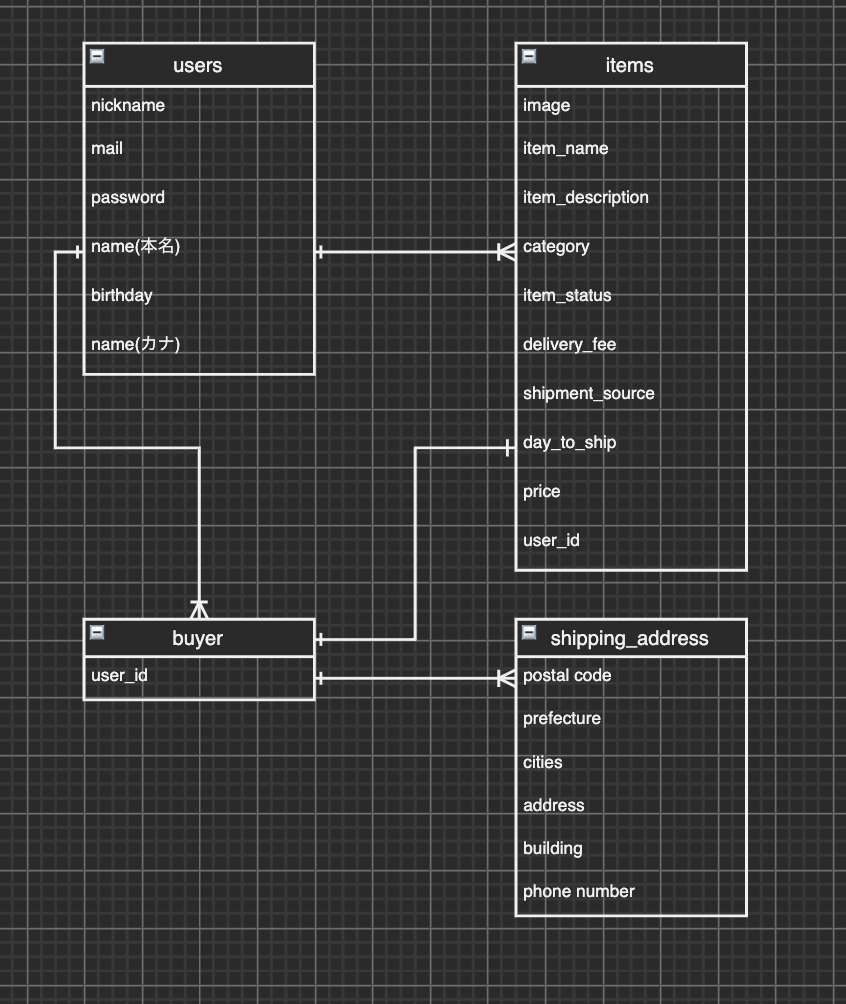 users
nickname
mail
password
name(本名)
birthday
name(カナ)
items
image
item_name
item_description
category
item_status
delivery_fee
shipment_source
day_to_ship
price
user_id
buyer
user_id
shipping_address
postal code
prefecture
cities
address
building
phone number